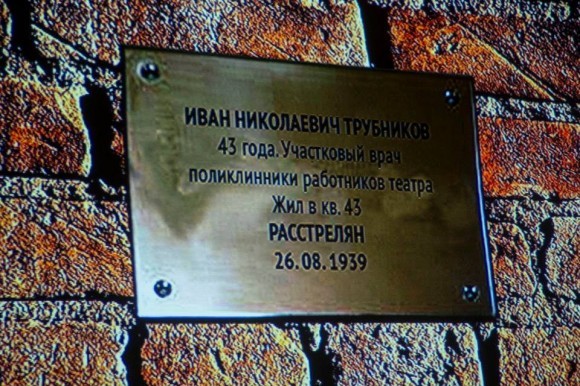 ИВАН НИКОЛАЕВИЧ ТРУБНИКОВ
43 года. Участковый врач
поликлинники работников театра
Жил в кв. 43
РАССТРЕЛЯН
26.08.1939